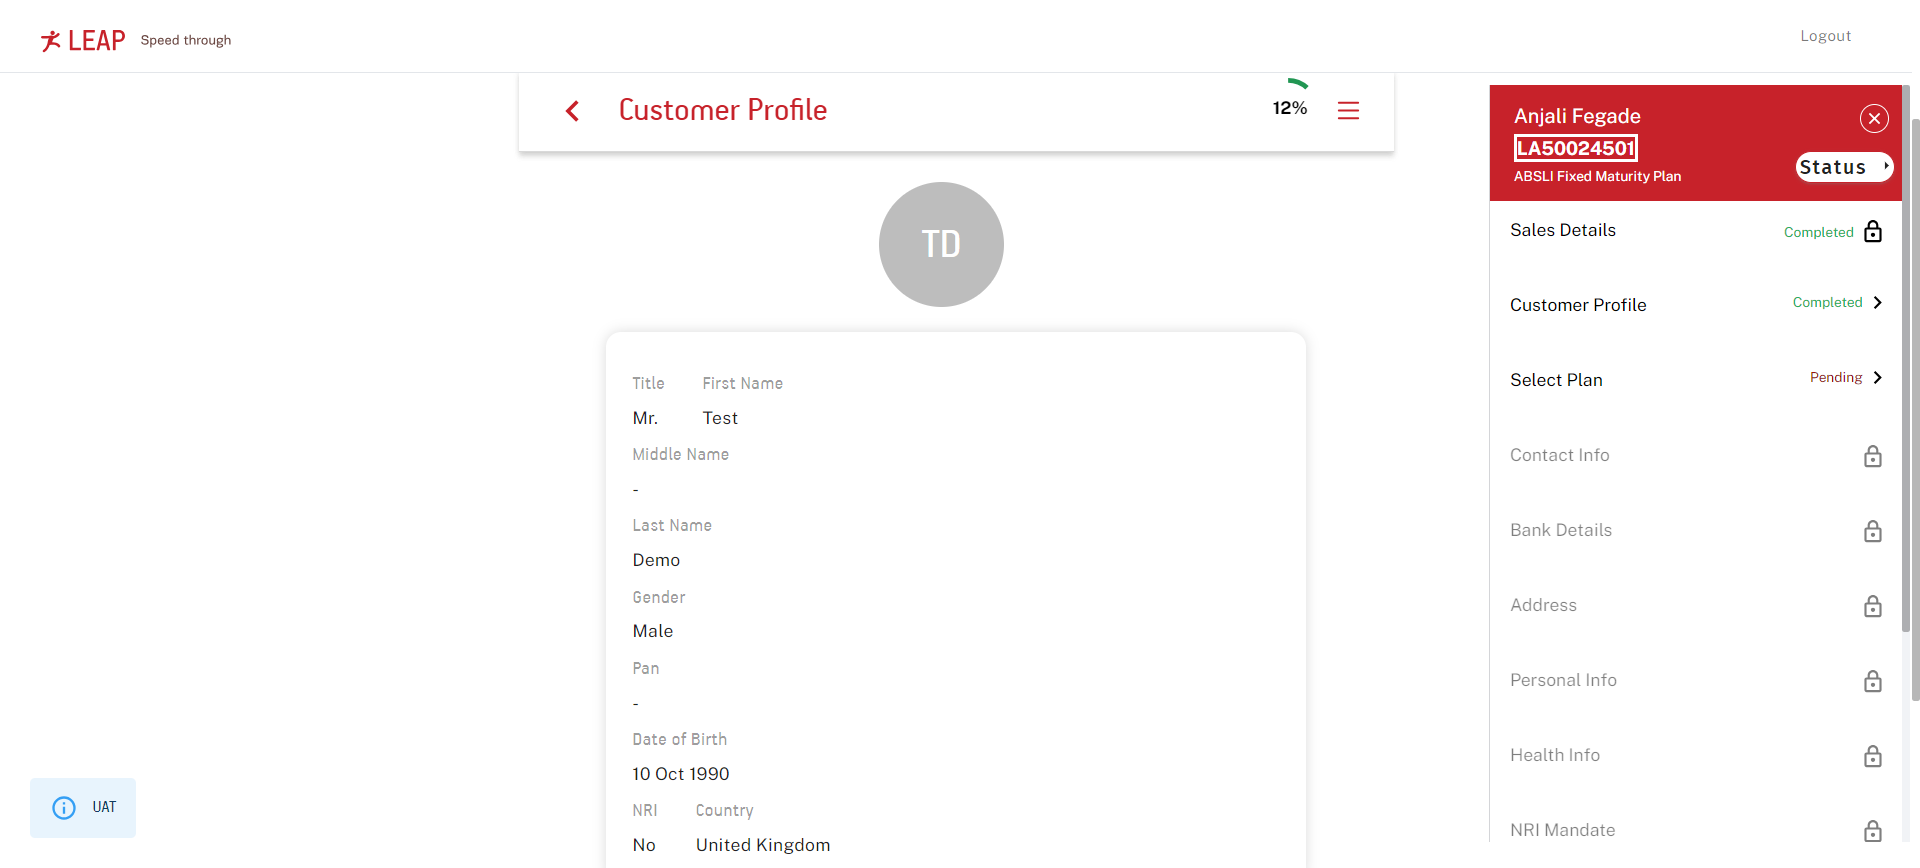 LEAP Speed through
Logout
Customer Profile
12%
TD
Title First Name
Mr. Test
Middle Name
-
Last Name
Demo
Gender
Male
Pan
-
Date of Birth
10 Oct 1990
NRI Country
No United Kingdom
UAT
Anjali Fegade
LA50024501
ABSLI Fixed Maturity Plan
Status
Sales Details Completed
Customer Profile Completed
Select Plan Pending
Contact Info
Bank Details
Address
Personal Info
Health Info
NRI Mandate